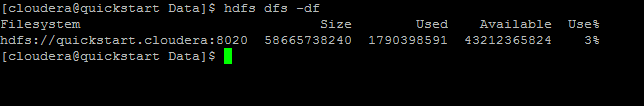 [cloudera@quickstart Data]$ hdfs dfs -df
Filesystem                              Size        Used    Available  Use%
hdfs://quickstart.cloudera:8020  58665738240  1790398591  43212365824    3%
[cloudera@quickstart Data]$